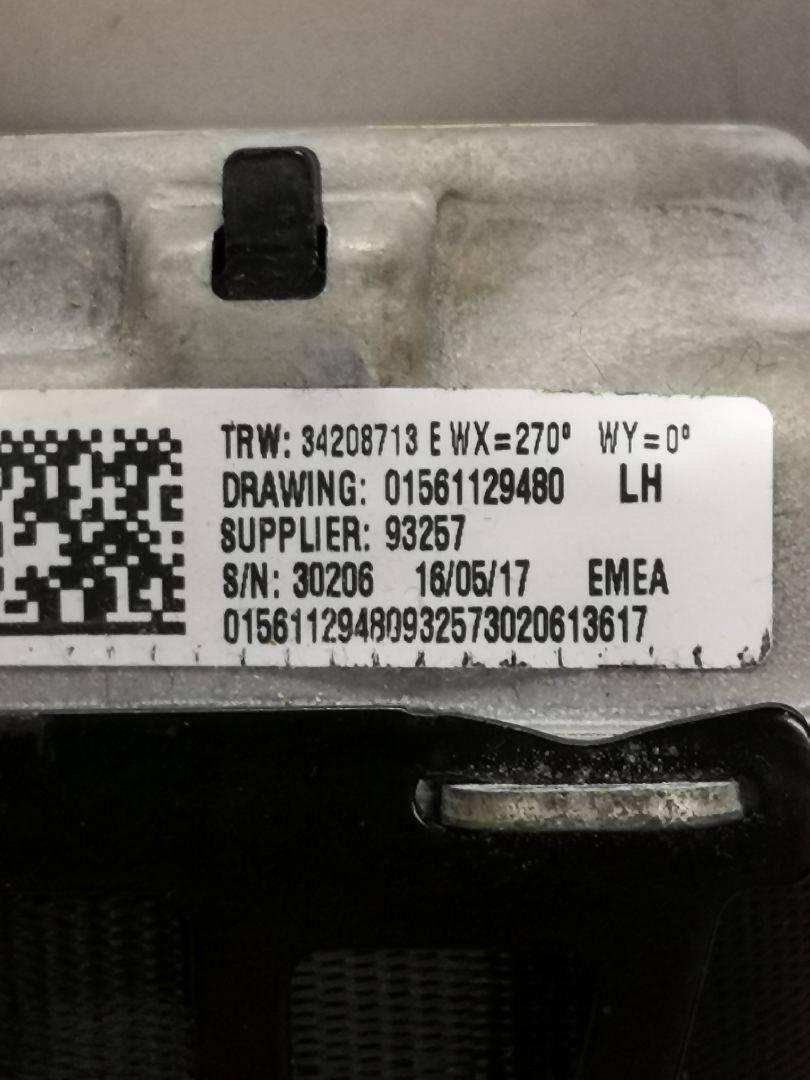 TRW: 34208713 E WX=270° WY=0°
DRAWING: 01561129480 LH
SUPPLIER: 93257
S/N: 30206 16/05/17 EMEA
01561129480932573020613617